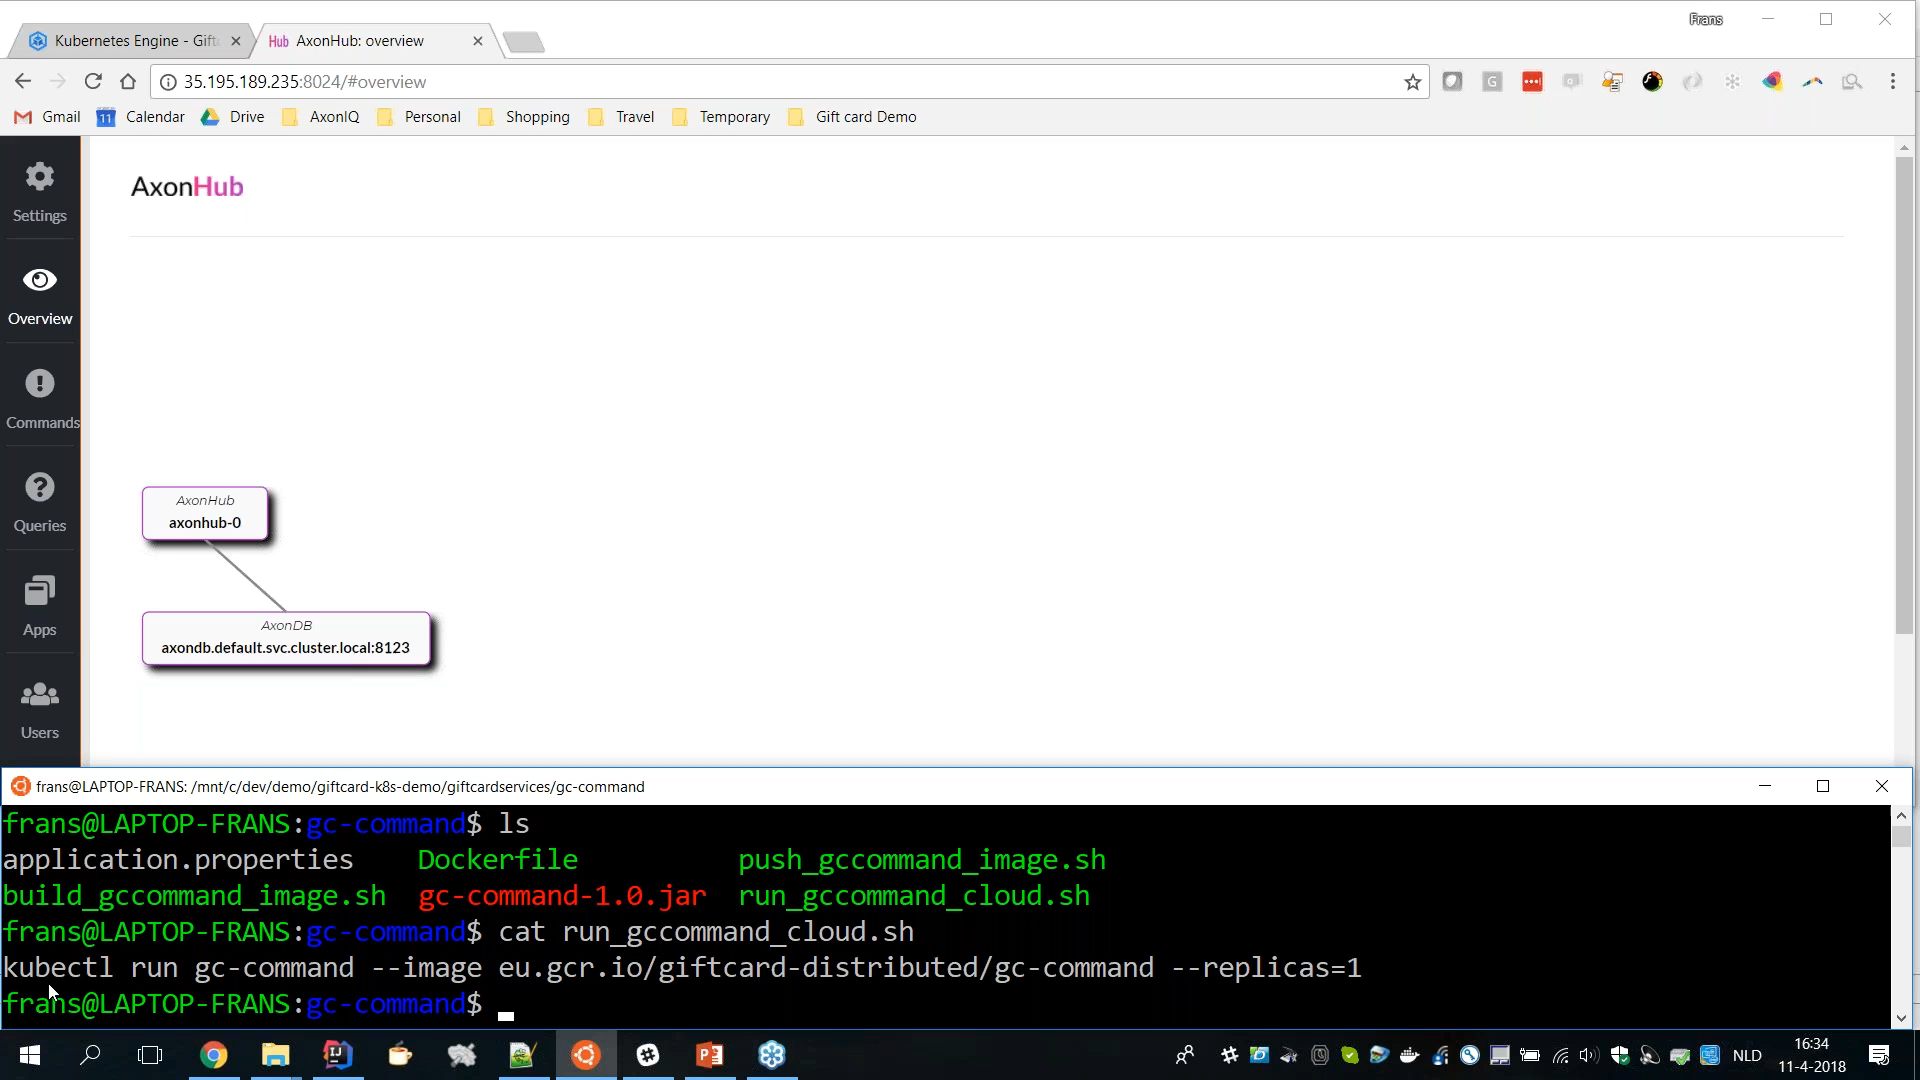 Frans
Kubernetes Engine - Gift
Hub AxonHub: overview
35.195.189.235:8024/#overview
Gmail
11 Calendar
Drive
AxonIQ
Personal
Shopping
Travel
Temporary
Gift card Demo
Settings
Overview
Commands
Queries
Apps
Users
AxonHub
AxonHub
axonhub-0
AxonDB
axondb.default.svc.cluster.local:8123
frans@LAPTOP-FRANS: /mnt/c/dev/demo/giftcard-k8s-demo/giftcardservices/gc-command
frans@LAPTOP-FRANS:gc-command$ ls
application.properties Dockerfile push_gccommand_image.sh
build_gccommand_image.sh gc-command-1.0.jar run_gccommand_cloud.sh
frans@LAPTOP-FRANS:gc-command$ cat run_gccommand_cloud.sh
kubectl run gc-command --image eu.gcr.io/giftcard-distributed/gc-command --replicas=1
frans@LAPTOP-FRANS:gc-command$
NLD
16:34
11-4-2018